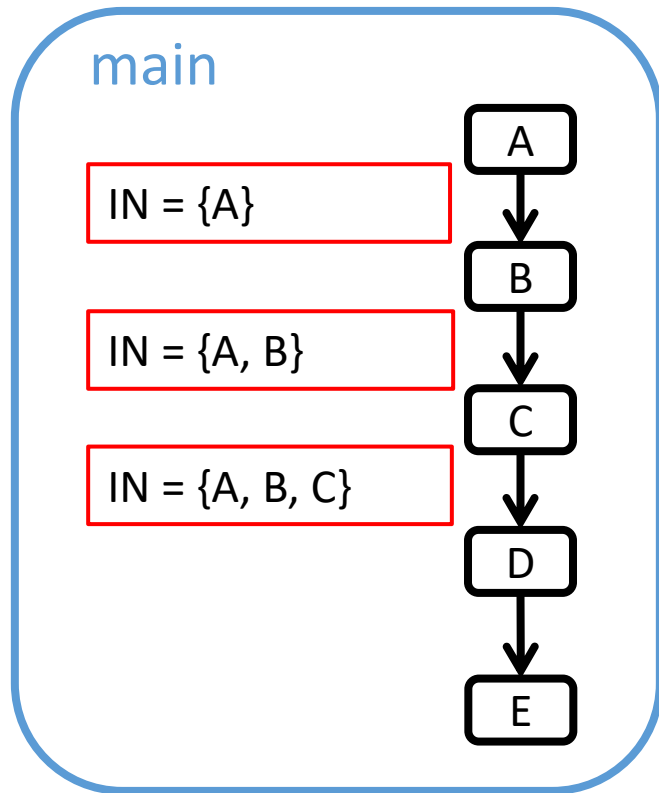 main
A
IN = {A}
B
IN = {A, B}
C
IN = {A, B, C}
D
E